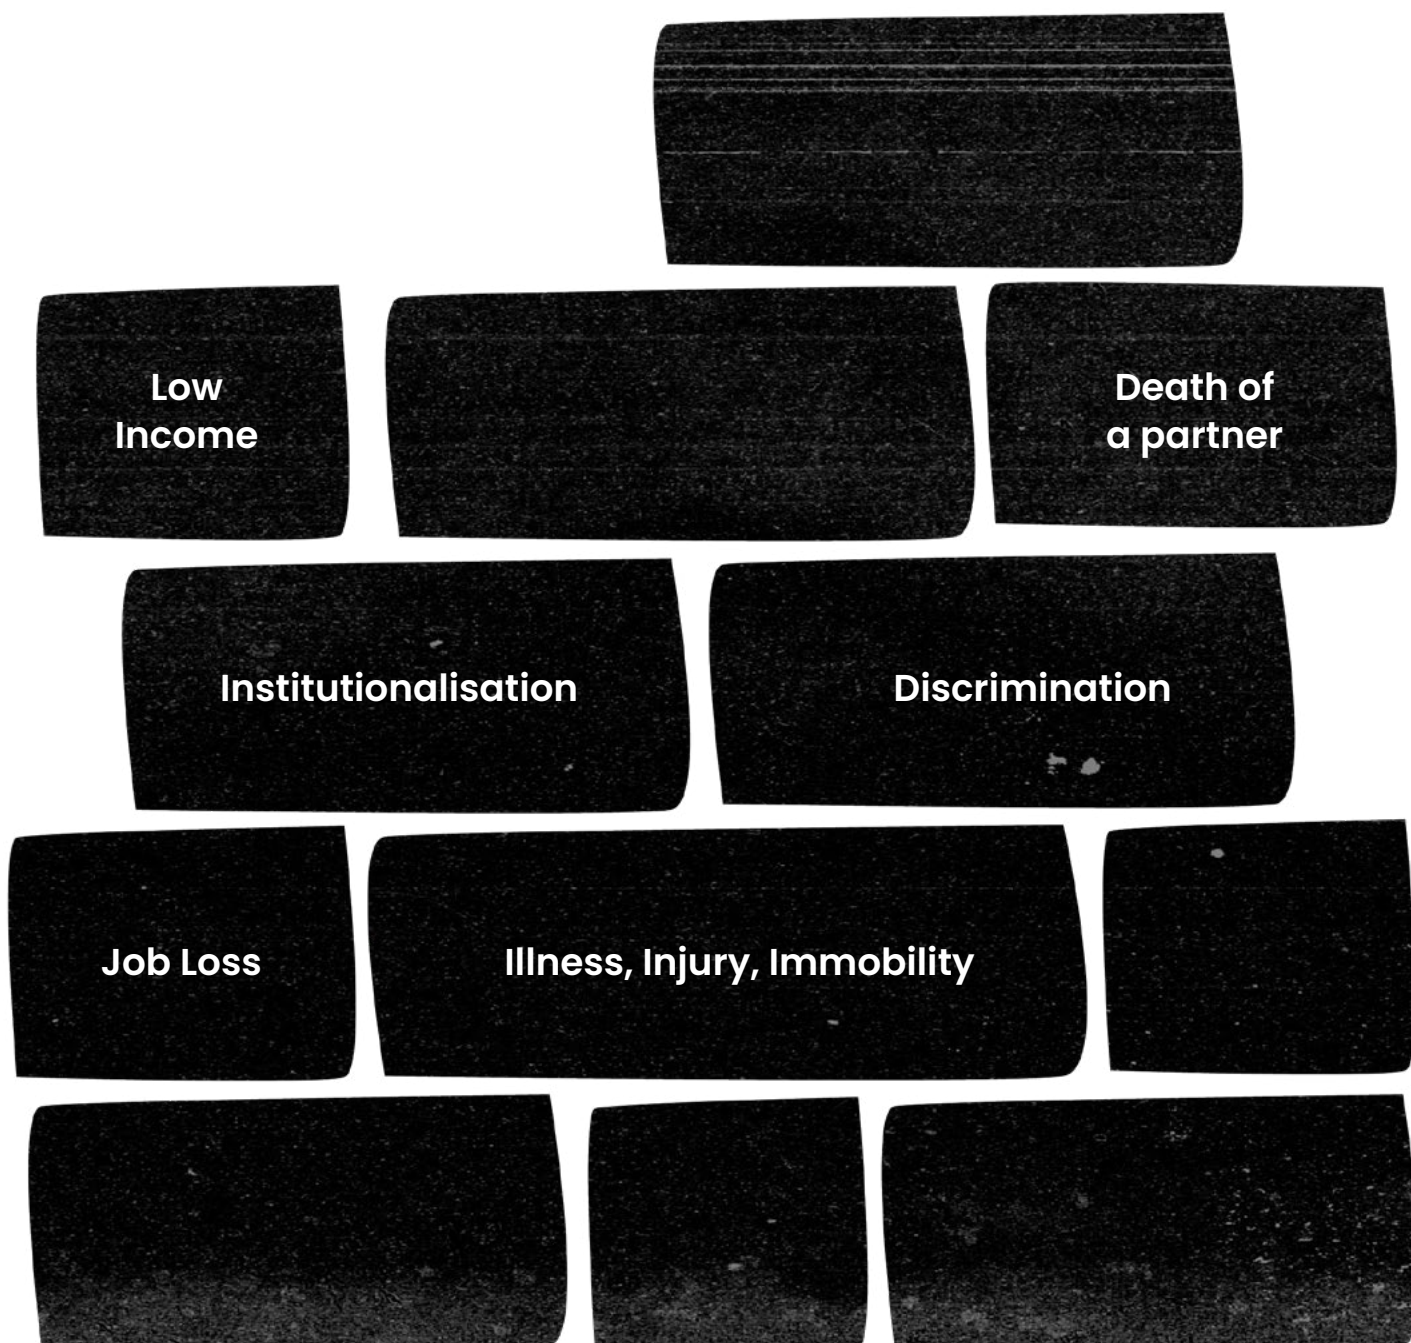 Low
Income
Death of
a partner
Institutionalisation
Discrimination
Job Loss
Illness, Injury, Immobility